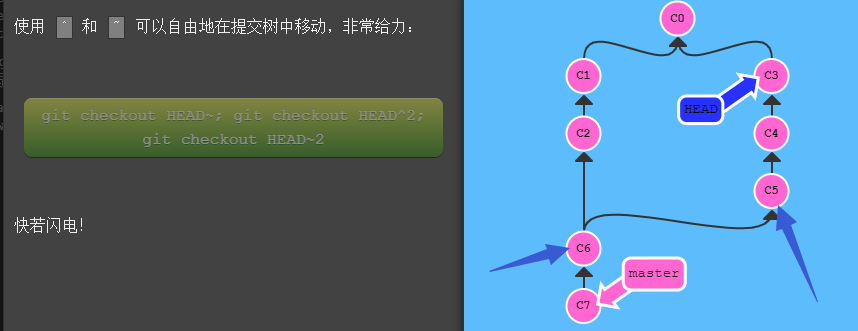 使用 ^ 和 ~ 可以自由地在提交树中移动，非常给力：
git checkout HEAD~; git checkout HEAD^2;
git checkout HEAD~2
快若闪电！
C0
C1
C3
HEAD
C2
C4
C5
C6
master
C7